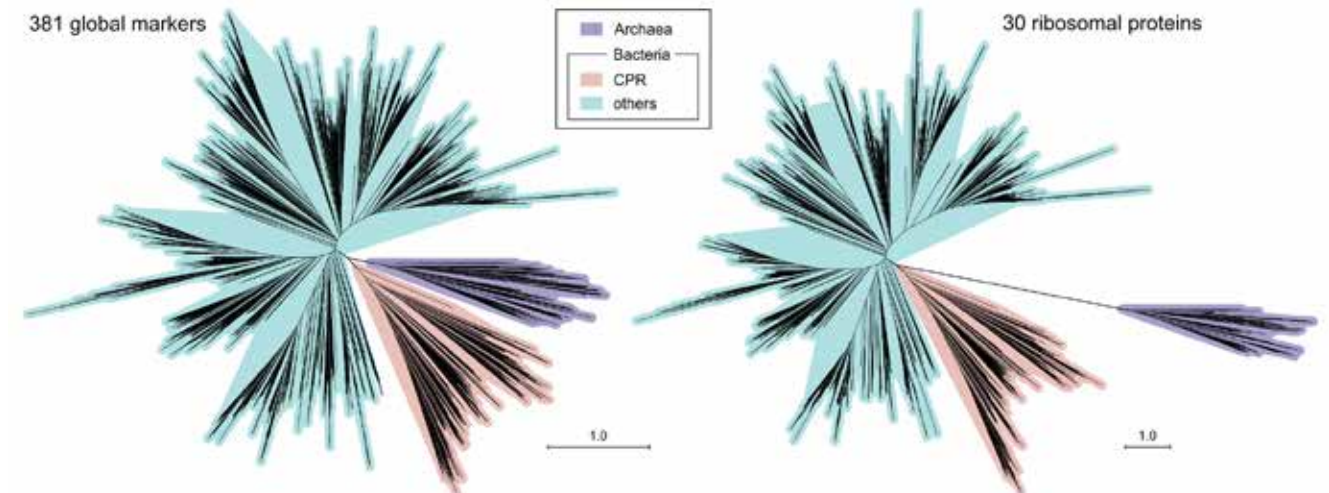 381 global markers
Archaea
Bacteria
CPR
others
30 ribosomal proteins
1.0
1.0